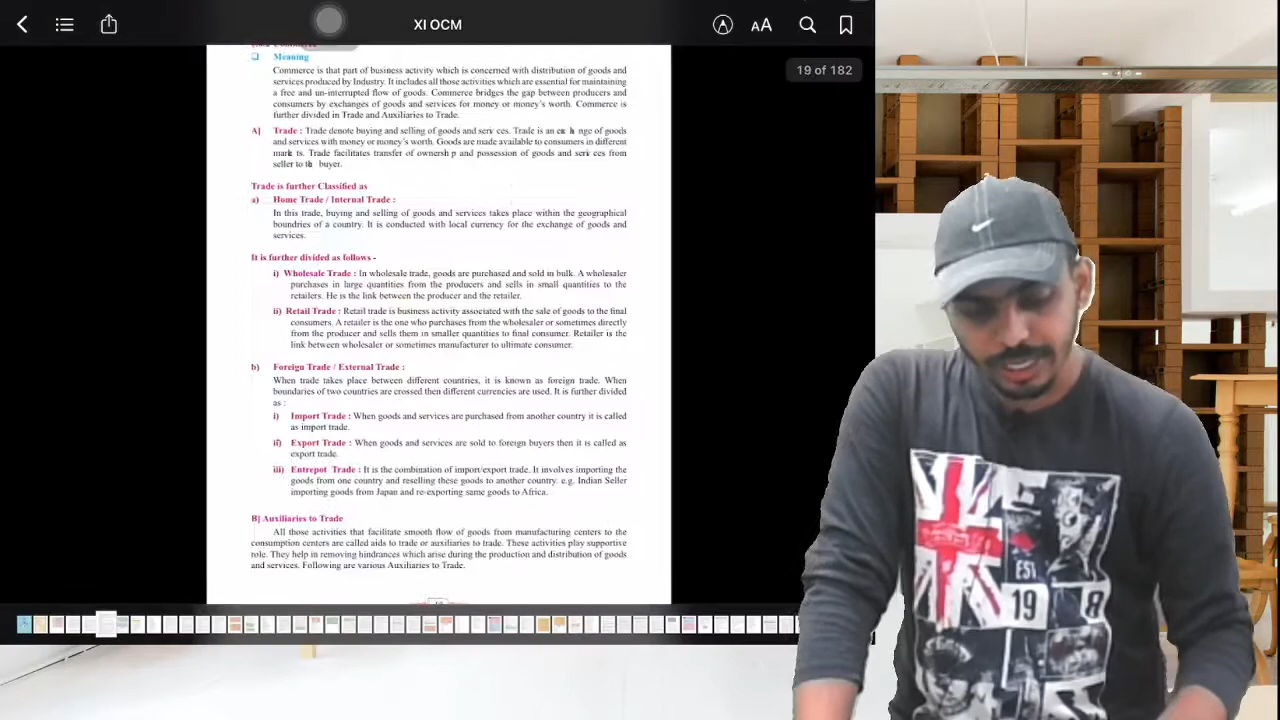 XI OCM
AA
19 of 182
Meaning
Commerce is that part of business activity which is concerned with distribution of goods and
services produced by Industry. It includes all those activities which are essential for maintaining
a free and un-interrupted flow of goods. Commerce bridges the gap between producers and
consumers by exchanges of goods and services for money or money's worth. Commerce is
further divided in Trade and Auxiliaries to Trade.
A] Trade : Trade denote buying and selling of goods and serv ces. Trade is an exch nge of goods
and services with money or money's worth. Goods are made available to consumers in different
mark ts. Trade facilitates transfer of ownersh p and possession of goods and serv ces from
seller to th buyer.
Trade is further Classified as
a) Home Trade / Internal Trade :
In this trade, buying and selling of goods and services takes place within the geographical
boundries of a country. It is conducted with local currency for the exchange of goods and
services.
It is further divided as follows -
i) Wholesale Trade : In wholesale trade, goods are purchased and sold in bulk. A wholesaler
purchases in large quantities from the producers and sells in small quantities to the
retailers. He is the link between the producer and the retailer.
ii) Retail Trade : Retail trade is business activity associated with the sale of goods to the final
consumers. A retailer is the one who purchases from the wholesaler or sometimes directly
from the producer and sells them in smaller quantities to final consumer. Retailer is the
link between wholesaler or sometimes manufacturer to ultimate consumer.
b) Foreign Trade / External Trade :
When trade takes place between different countries, it is known as foreign trade. When
boundaries of two countries are crossed then different currencies are used. It is further divided
as :
i) Import Trade : When goods and services are purchased from another country it is called
as import trade.
ii) Export Trade : When goods and services are sold to foreign buyers then it is called as
export trade.
iii) Entrepot Trade : It is the combination of import/export trade. It involves importing the
goods from one country and reselling these goods to another country. e.g. Indian Seller
importing goods from Japan and re-exporting same goods to Africa.
B] Auxiliaries to Trade
All those activities that facilitate smooth flow of goods from manufacturing centers to the
consumption centers are called aids to trade or auxiliaries to trade. These activities play supportive
role. They help in removing hindrances which arise during the production and distribution of goods
and services. Following are various Auxiliaries to Trade.
EST
19 8